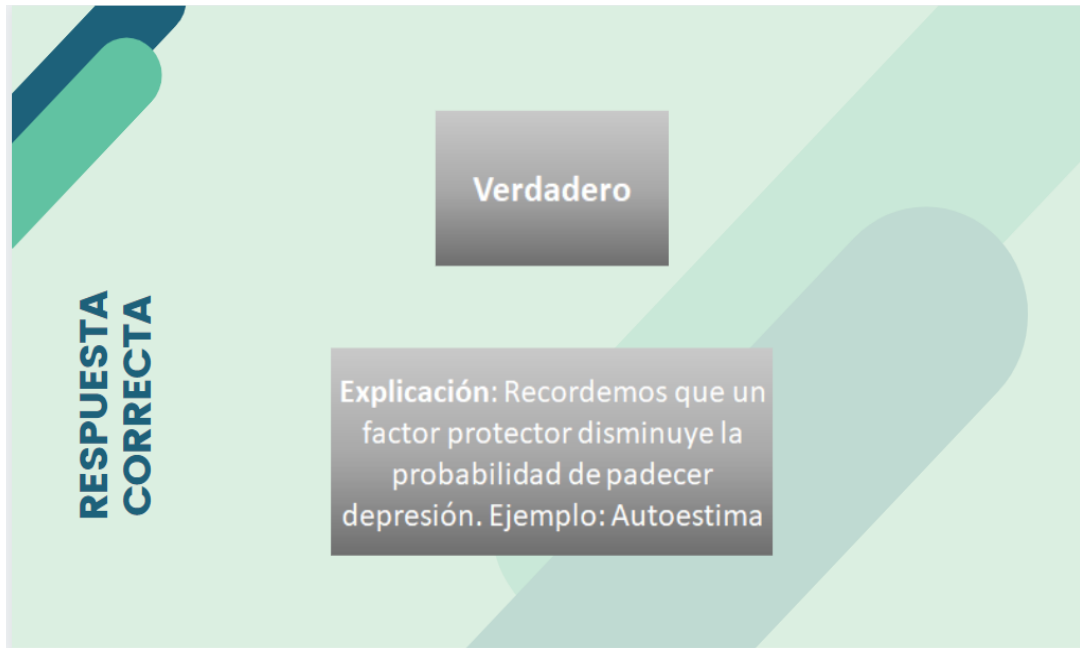 RESPUESTA
CORRECTA
Verdadero
Explicación: Recordemos que un
factor protector disminuye la
probabilidad de padecer
depresión. Ejemplo: Autoestima